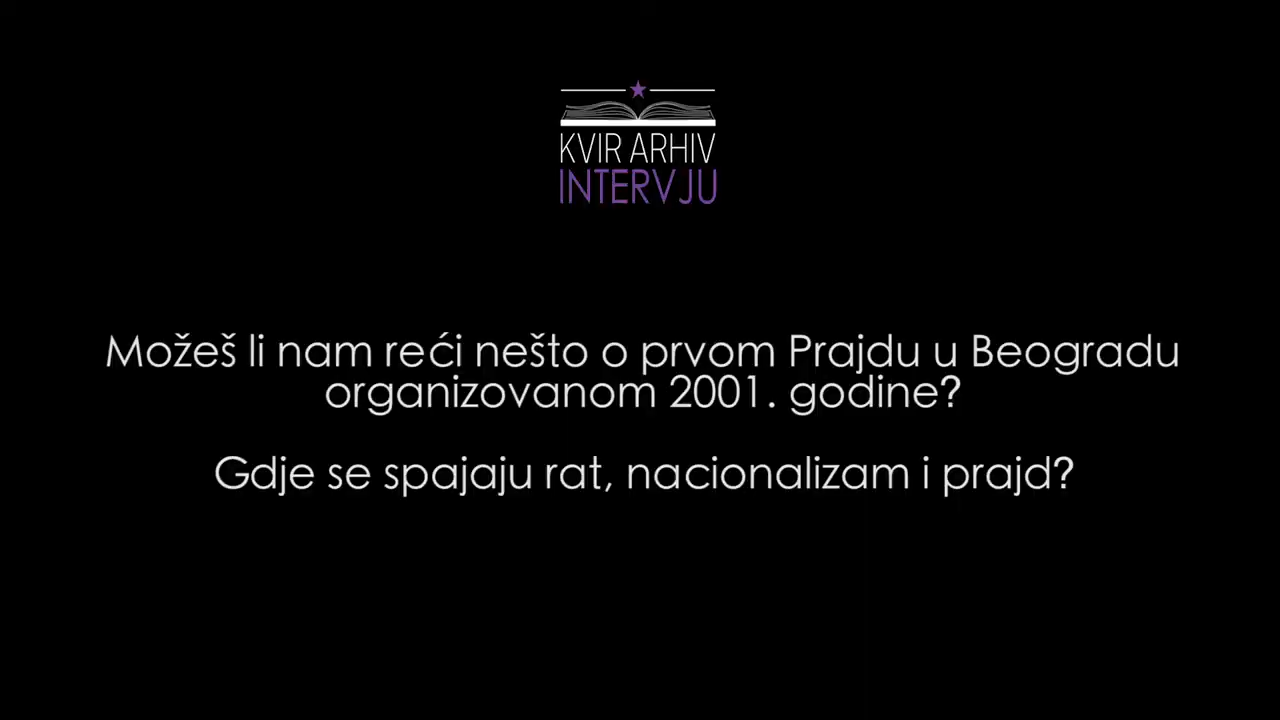 KVIR ARHIV
INTERVJU
Možeš li nam reći nešto o prvom Prajdu u Beogradu
organizovanom 2001. godine?
Gdje se spajaju rat, nacionalizam i prajd?